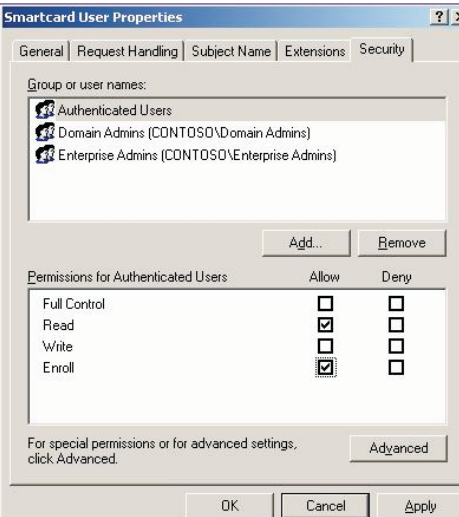 Smartcard User Properties
General Request Handling Subject Name Extensions Security
Group or user names:
Authenticated Users
Domain Admins (CONTOSO\Domain Admins)
Enterprise Admins (CONTOSO\Enterprise Admins)
Add... Remove
Permissions for Authenticated Users Allow Deny
Full Control
Read
Write
Enroll
For special permissions or for advanced settings,
click Advanced.
Advanced
OK Cancel Apply